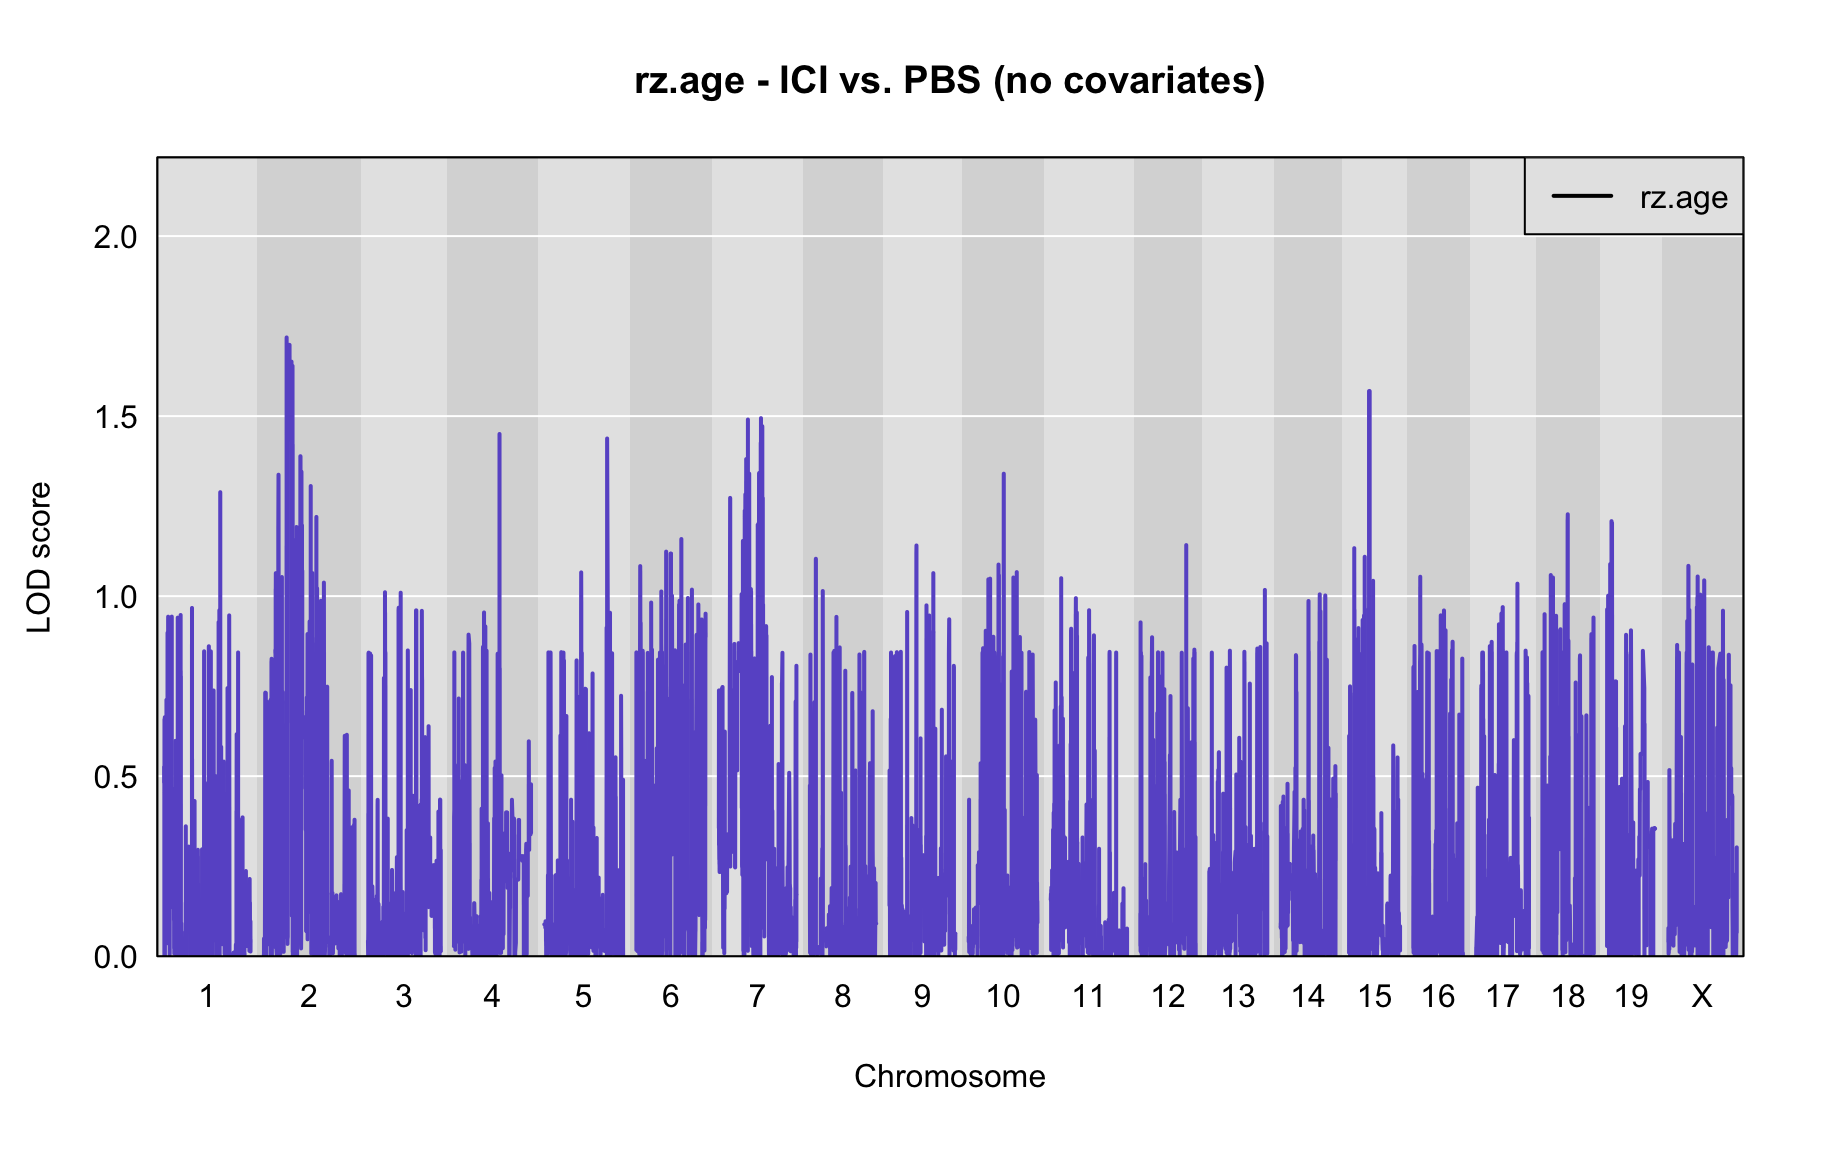 rz.age - ICI vs. PBS (no covariates)
rz.age
LOD score
2.0
1.5
1.0
0.5
0.0
1 2 3 4 5 6 7 8 9 10 11 12 13 14 15 16 17 18 19 X
Chromosome